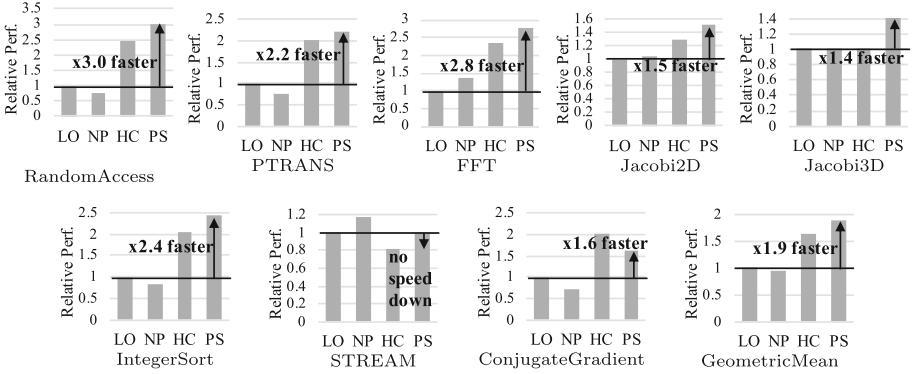 Relative Perf.
3.5
3
2.5
2
1.5
1
0.5
0
x3.0 faster
LO NP HC PS
RandomAccess
Relative Perf.
2.5
2
1.5
1
0.5
0
x2.2 faster
LO NP HC PS
PTRANS
Relative Perf.
3
2.5
2
1.5
1
0.5
0
x2.8 faster
LO NP HC PS
FFT
Relative Perf.
1.6
1.4
1.2
1
0.8
0.6
0.4
0.2
0
x1.5 faster
LO NP HC PS
Jacobi2D
Relative Perf.
1.4
1.2
1
0.8
0.6
0.4
0.2
0
x1.4 faster
LO NP HC PS
Jacobi3D
Relative Perf.
2.5
2
1.5
1
0.5
0
x2.4 faster
LO NP HC PS
IntegerSort
Relative Perf.
1.2
1
0.8
0.6
0.4
0.2
0
no
speed
down
LO NP HC PS
STREAM
Relative Perf.
2.5
2
1.5
1
0.5
0
x1.6 faster
LO NP HC PS
ConjugateGradient
Relative Perf.
2
1.5
1
0.5
0
x1.9 faster
LO NP HC PS
GeometricMean